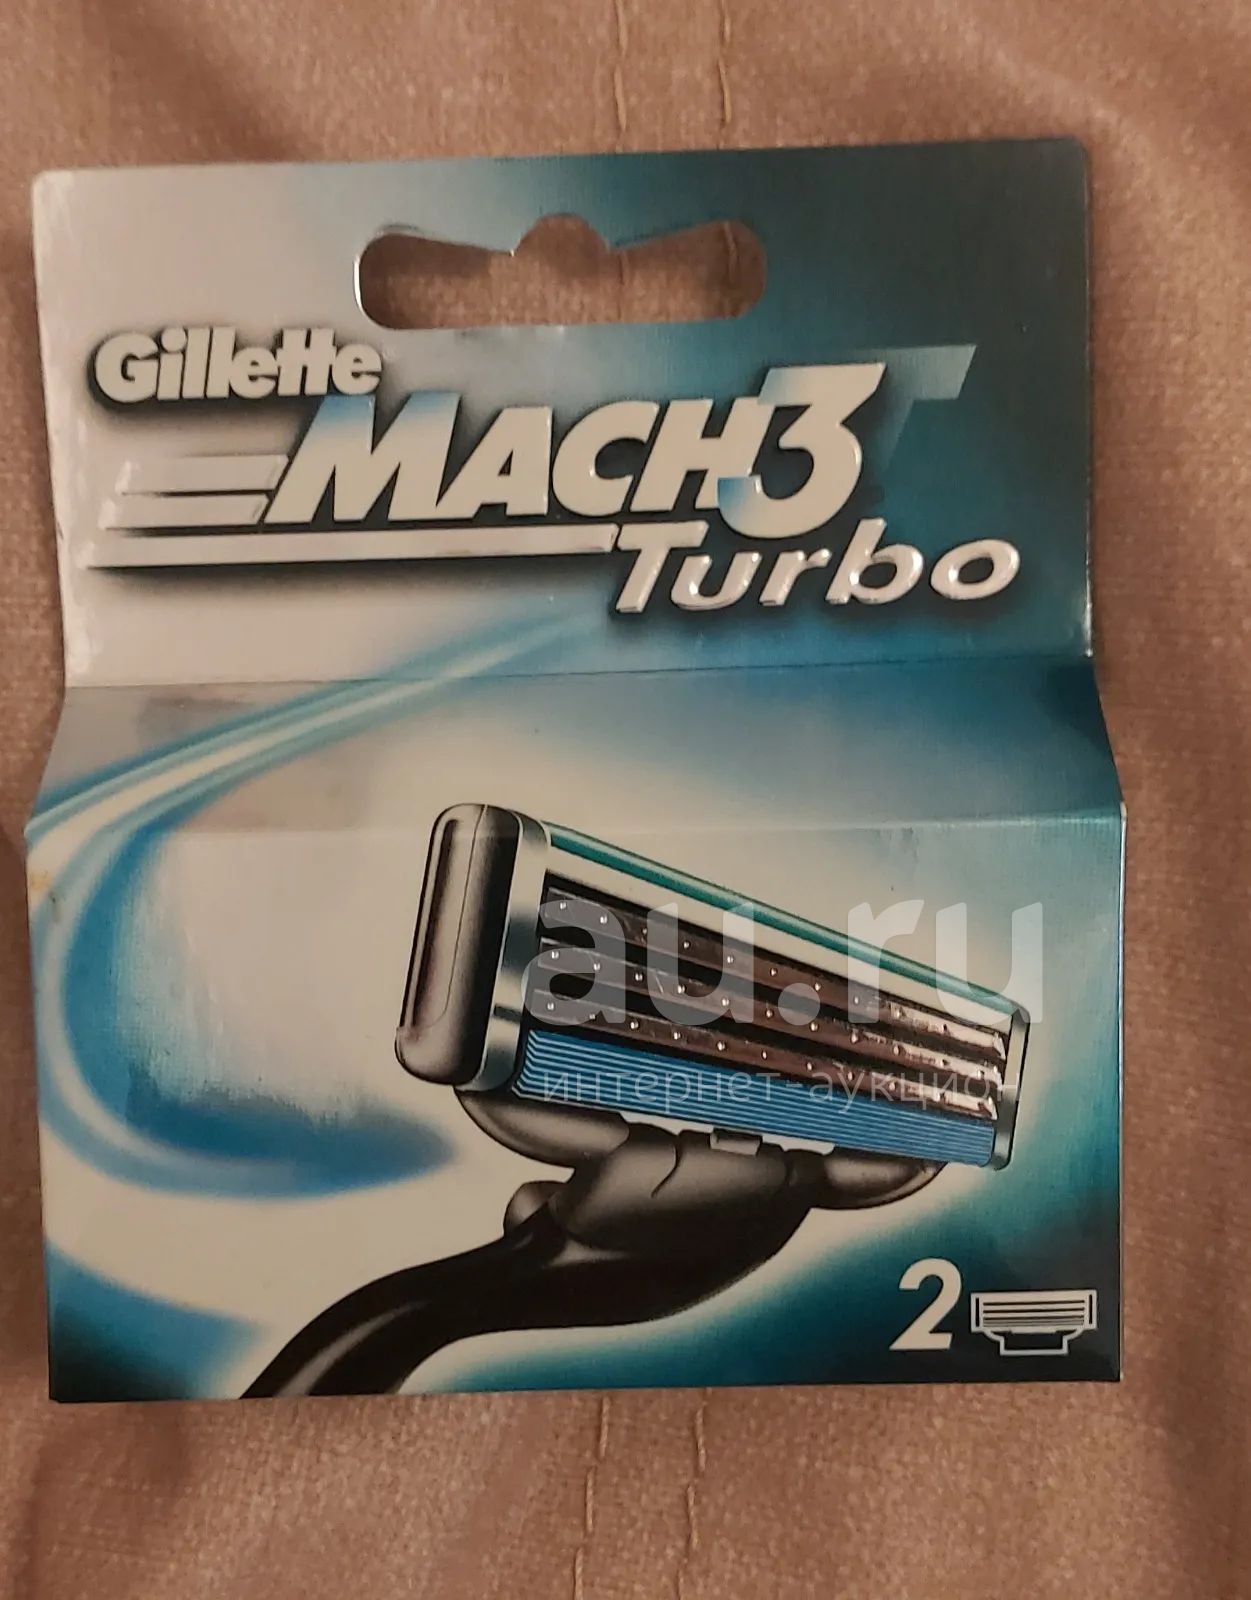 Gillette
MACH3
Turbo
au.ru
интернет-аукцион
2